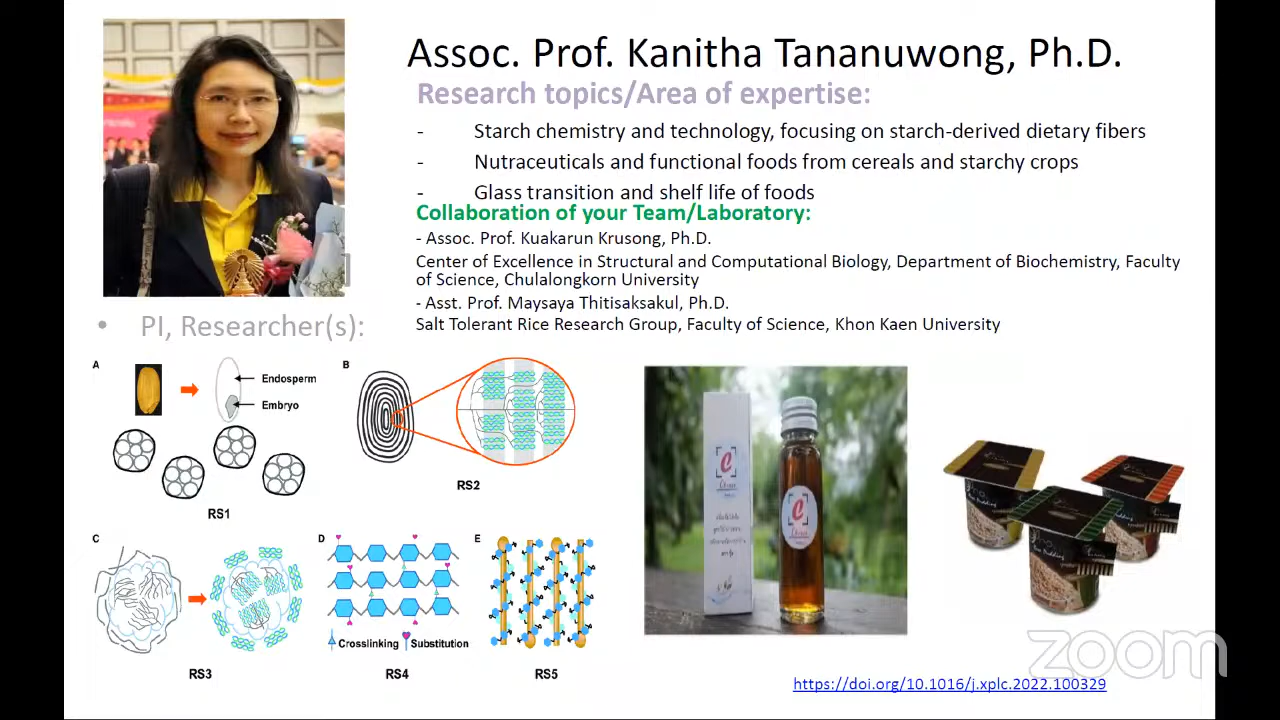 Assoc. Prof. Kanitha Tananuwong, Ph.D.
Research topics/Area of expertise:
- Starch chemistry and technology, focusing on starch-derived dietary fibers
- Nutraceuticals and functional foods from cereals and starchy crops
- Glass transition and shelf life of foods
Collaboration of your Team/Laboratory:
- Assoc. Prof. Kuakarun Krusong, Ph.D.
Center of Excellence in Structural and Computational Biology, Department of Biochemistry, Faculty
of Science, Chulalongkorn University
- Asst. Prof. Maysaya Thitisaksakul, Ph.D.
Salt Tolerant Rice Research Group, Faculty of Science, Khon Kaen University
• PI, Researcher(s):
A
Endosperm
Embryo
RS1
B
RS2
C
RS3
D
Crosslinking
Substitution
RS4
E
RS5
C
C
zoom
https://doi.org/10.1016/j.xplc.2022.100329